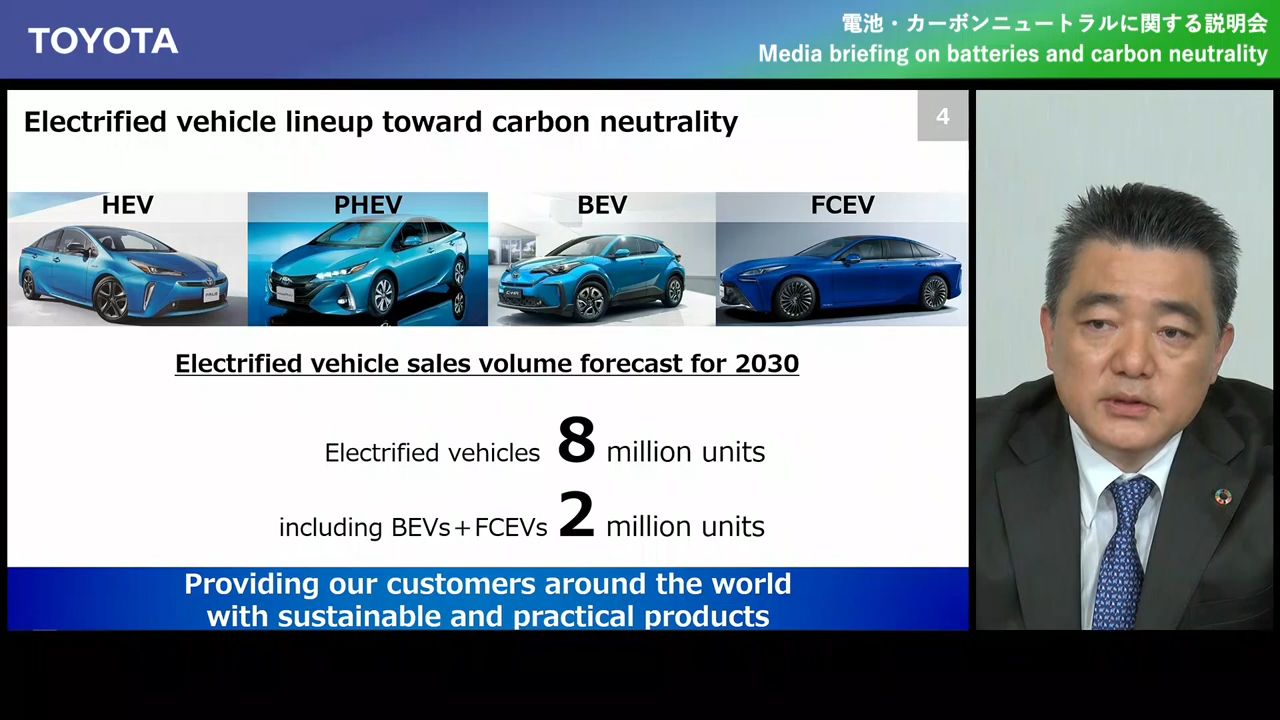 TOYOTA
電池・カーボンニュートラルに関する説明会
Media briefing on batteries and carbon neutrality
Electrified vehicle lineup toward carbon neutrality
4
HEV
PHEV
BEV
FCEV
Electrified vehicle sales volume forecast for 2030
Electrified vehicles 8 million units
including BEVs+FCEVs 2 million units
Providing our customers around the world
with sustainable and practical products